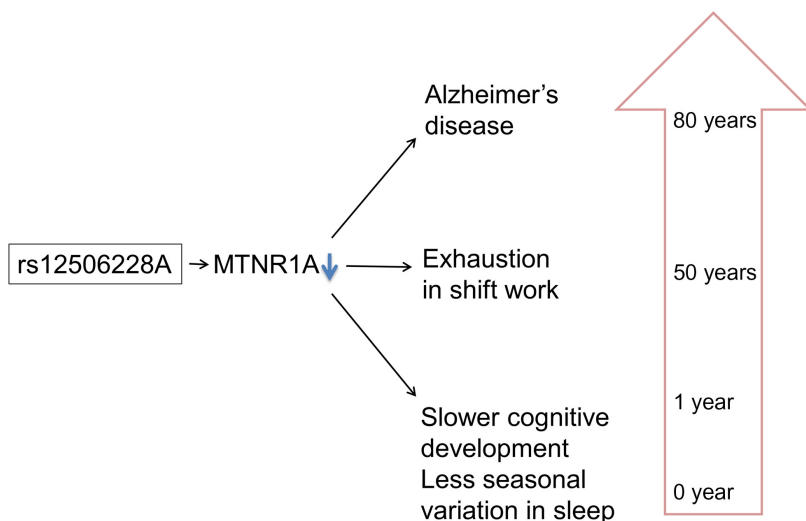 Alzheimer's
disease
80 years
rs12506228A
MTNR1A
Exhaustion
in shift work
50 years
1 year
Slower cognitive
development
Less seasonal
variation in sleep
0 year